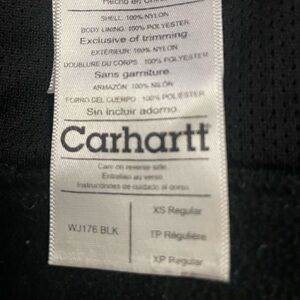 Hecho en China
SHELL: 100% NYLON
BODY LINING: 100% POLYESTER
Exclusive of trimming.
EXTÉRIEUR: 100% NYLON
DOUBLURE DU CORPS: 100% POLYESTER
Sans garniture.
ARMAZÓN: 100% NILÓN
FORRO DEL CUERPO: 100% POLIÉSTER
Sin incluir adorno.
Carhartt
Care on reverse side.
Entretien au verso.
Instrucciones de cuidado al dorso.
WJ176 BLK
XS Regular
TP Régulière
XP Regular